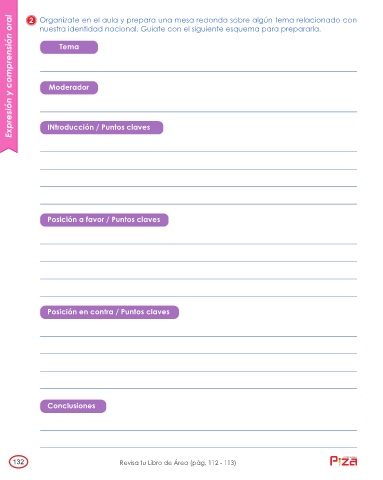 Expresión y comprensión oral
2 Organízate en el aula y prepara una mesa redonda sobre algún tema relacionado con
nuestra identidad nacional. Guíate con el siguiente esquema para prepararla.
Tema
Moderador
INtroducción / Puntos claves
Posición a favor / Puntos claves
Posición en contra / Puntos claves
Conclusiones
132
Revisa tu Libro de Área (pág. 112 - 113)
PIZA